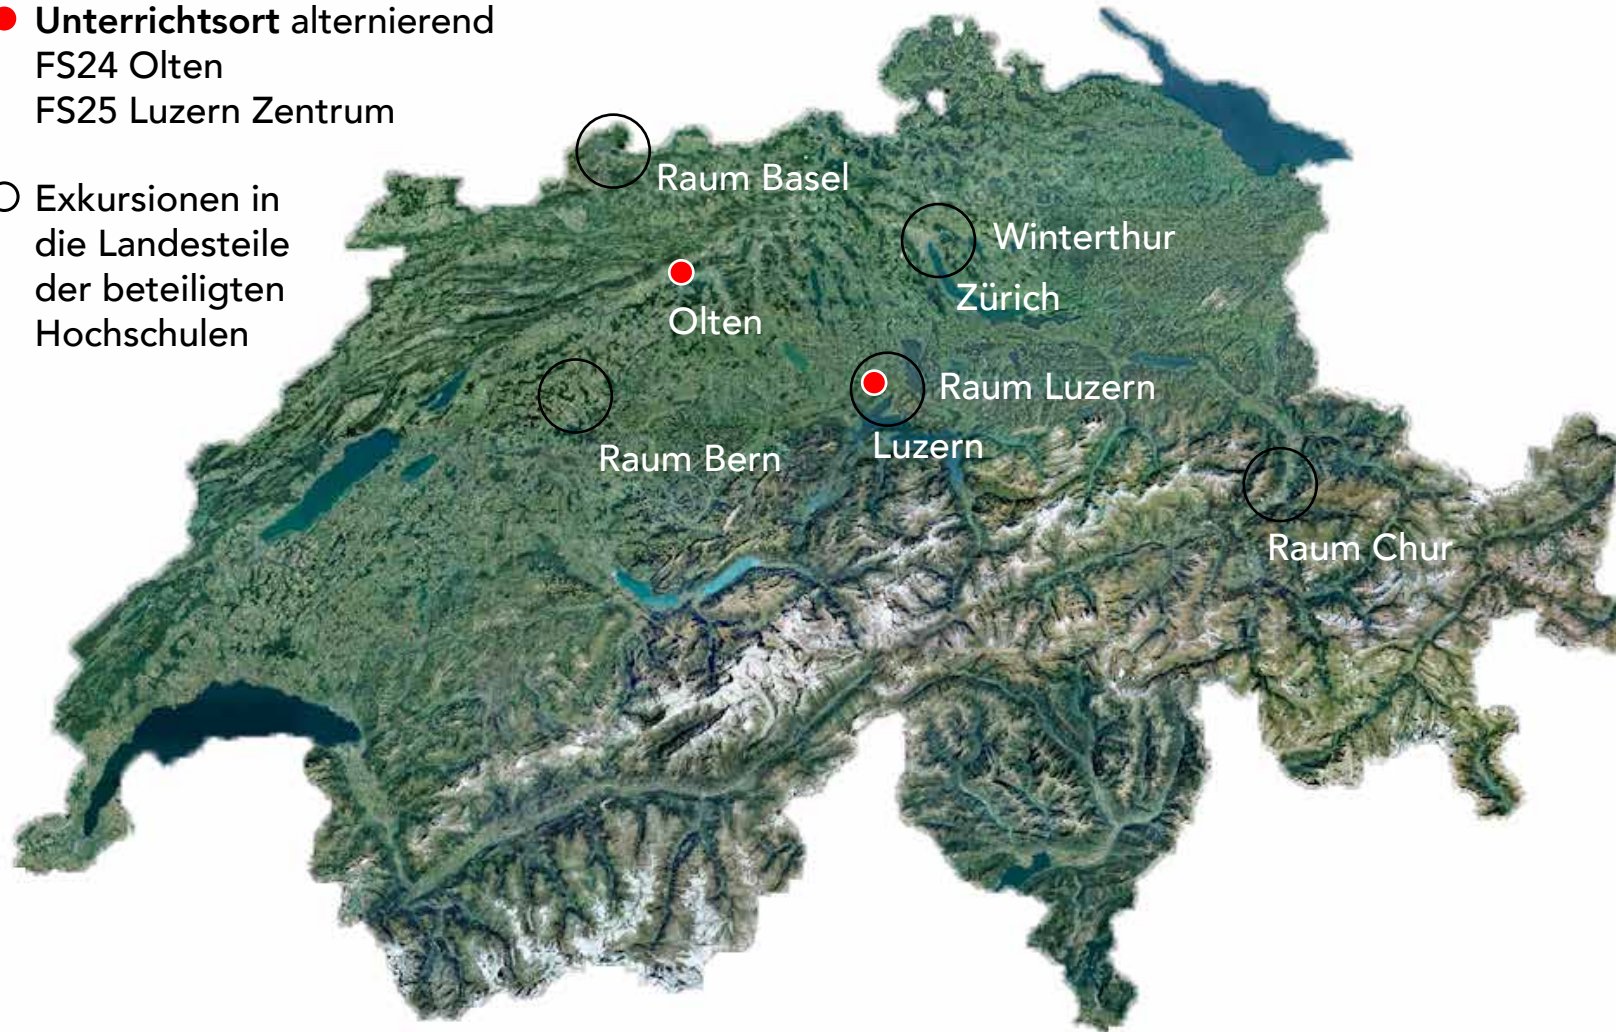 Unterrichtsort alternierend
FS24 Olten
FS25 Luzern Zentrum
Exkursionen in
die Landesteile
der beteiligten
Hochschulen
Raum Basel
Winterthur
Zürich
Olten
Raum Luzern
Luzern
Raum Bern
Raum Chur